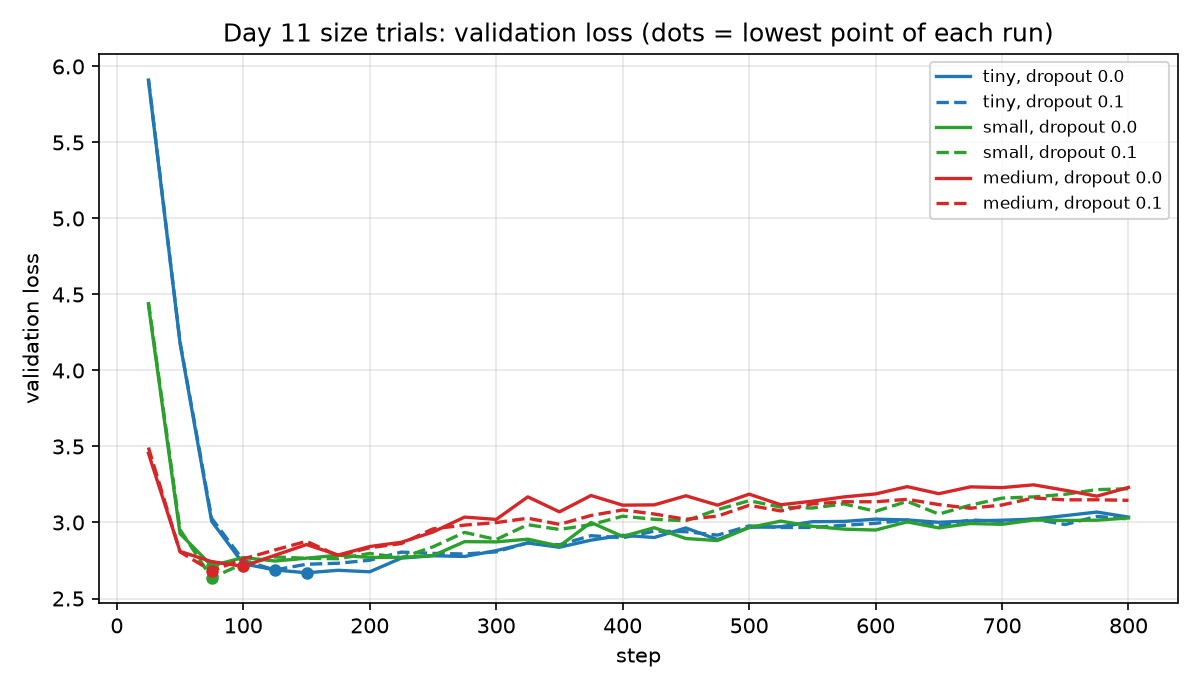 Day 11 size trials: validation loss (dots = lowest point of each run)
tiny, dropout 0.0
tiny, dropout 0.1
small, dropout 0.0
small, dropout 0.1
medium, dropout 0.0
medium, dropout 0.1
validation loss
6.0
5.5
5.0
4.5
4.0
3.5
3.0
2.5
0 100 200 300 400 500 600 700 800
step